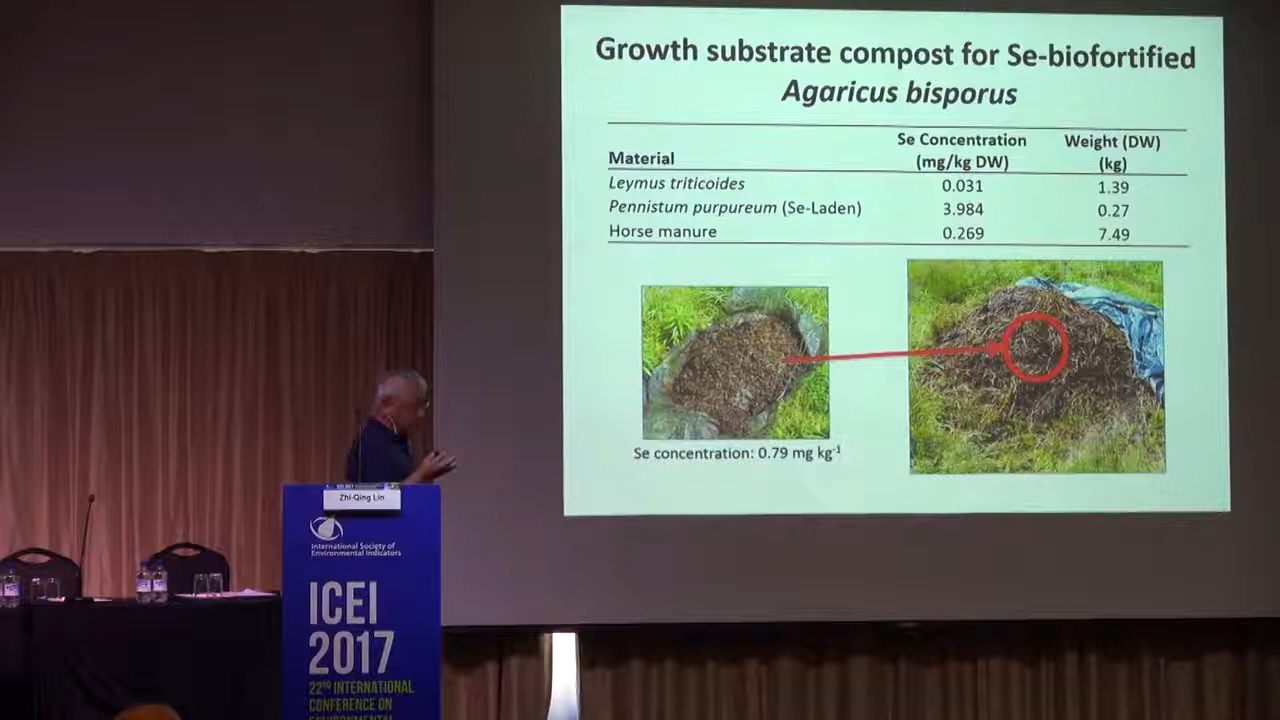 Growth substrate compost for Se-biofortified
Agaricus bisporus
Material Se Concentration (mg/kg DW) Weight (DW) (kg)
Leymus triticoides 0.031 1.39
Pennistum purpureum (Se-Laden) 3.984 0.27
Horse manure 0.269 7.49
Se concentration: 0.79 mg kg-1
Zhi-Qing Lin
International Society of
Environmental Indicators
ICEI
2017
22ND INTERNATIONAL
CONFERENCE ON
ENVIRONMENTAL